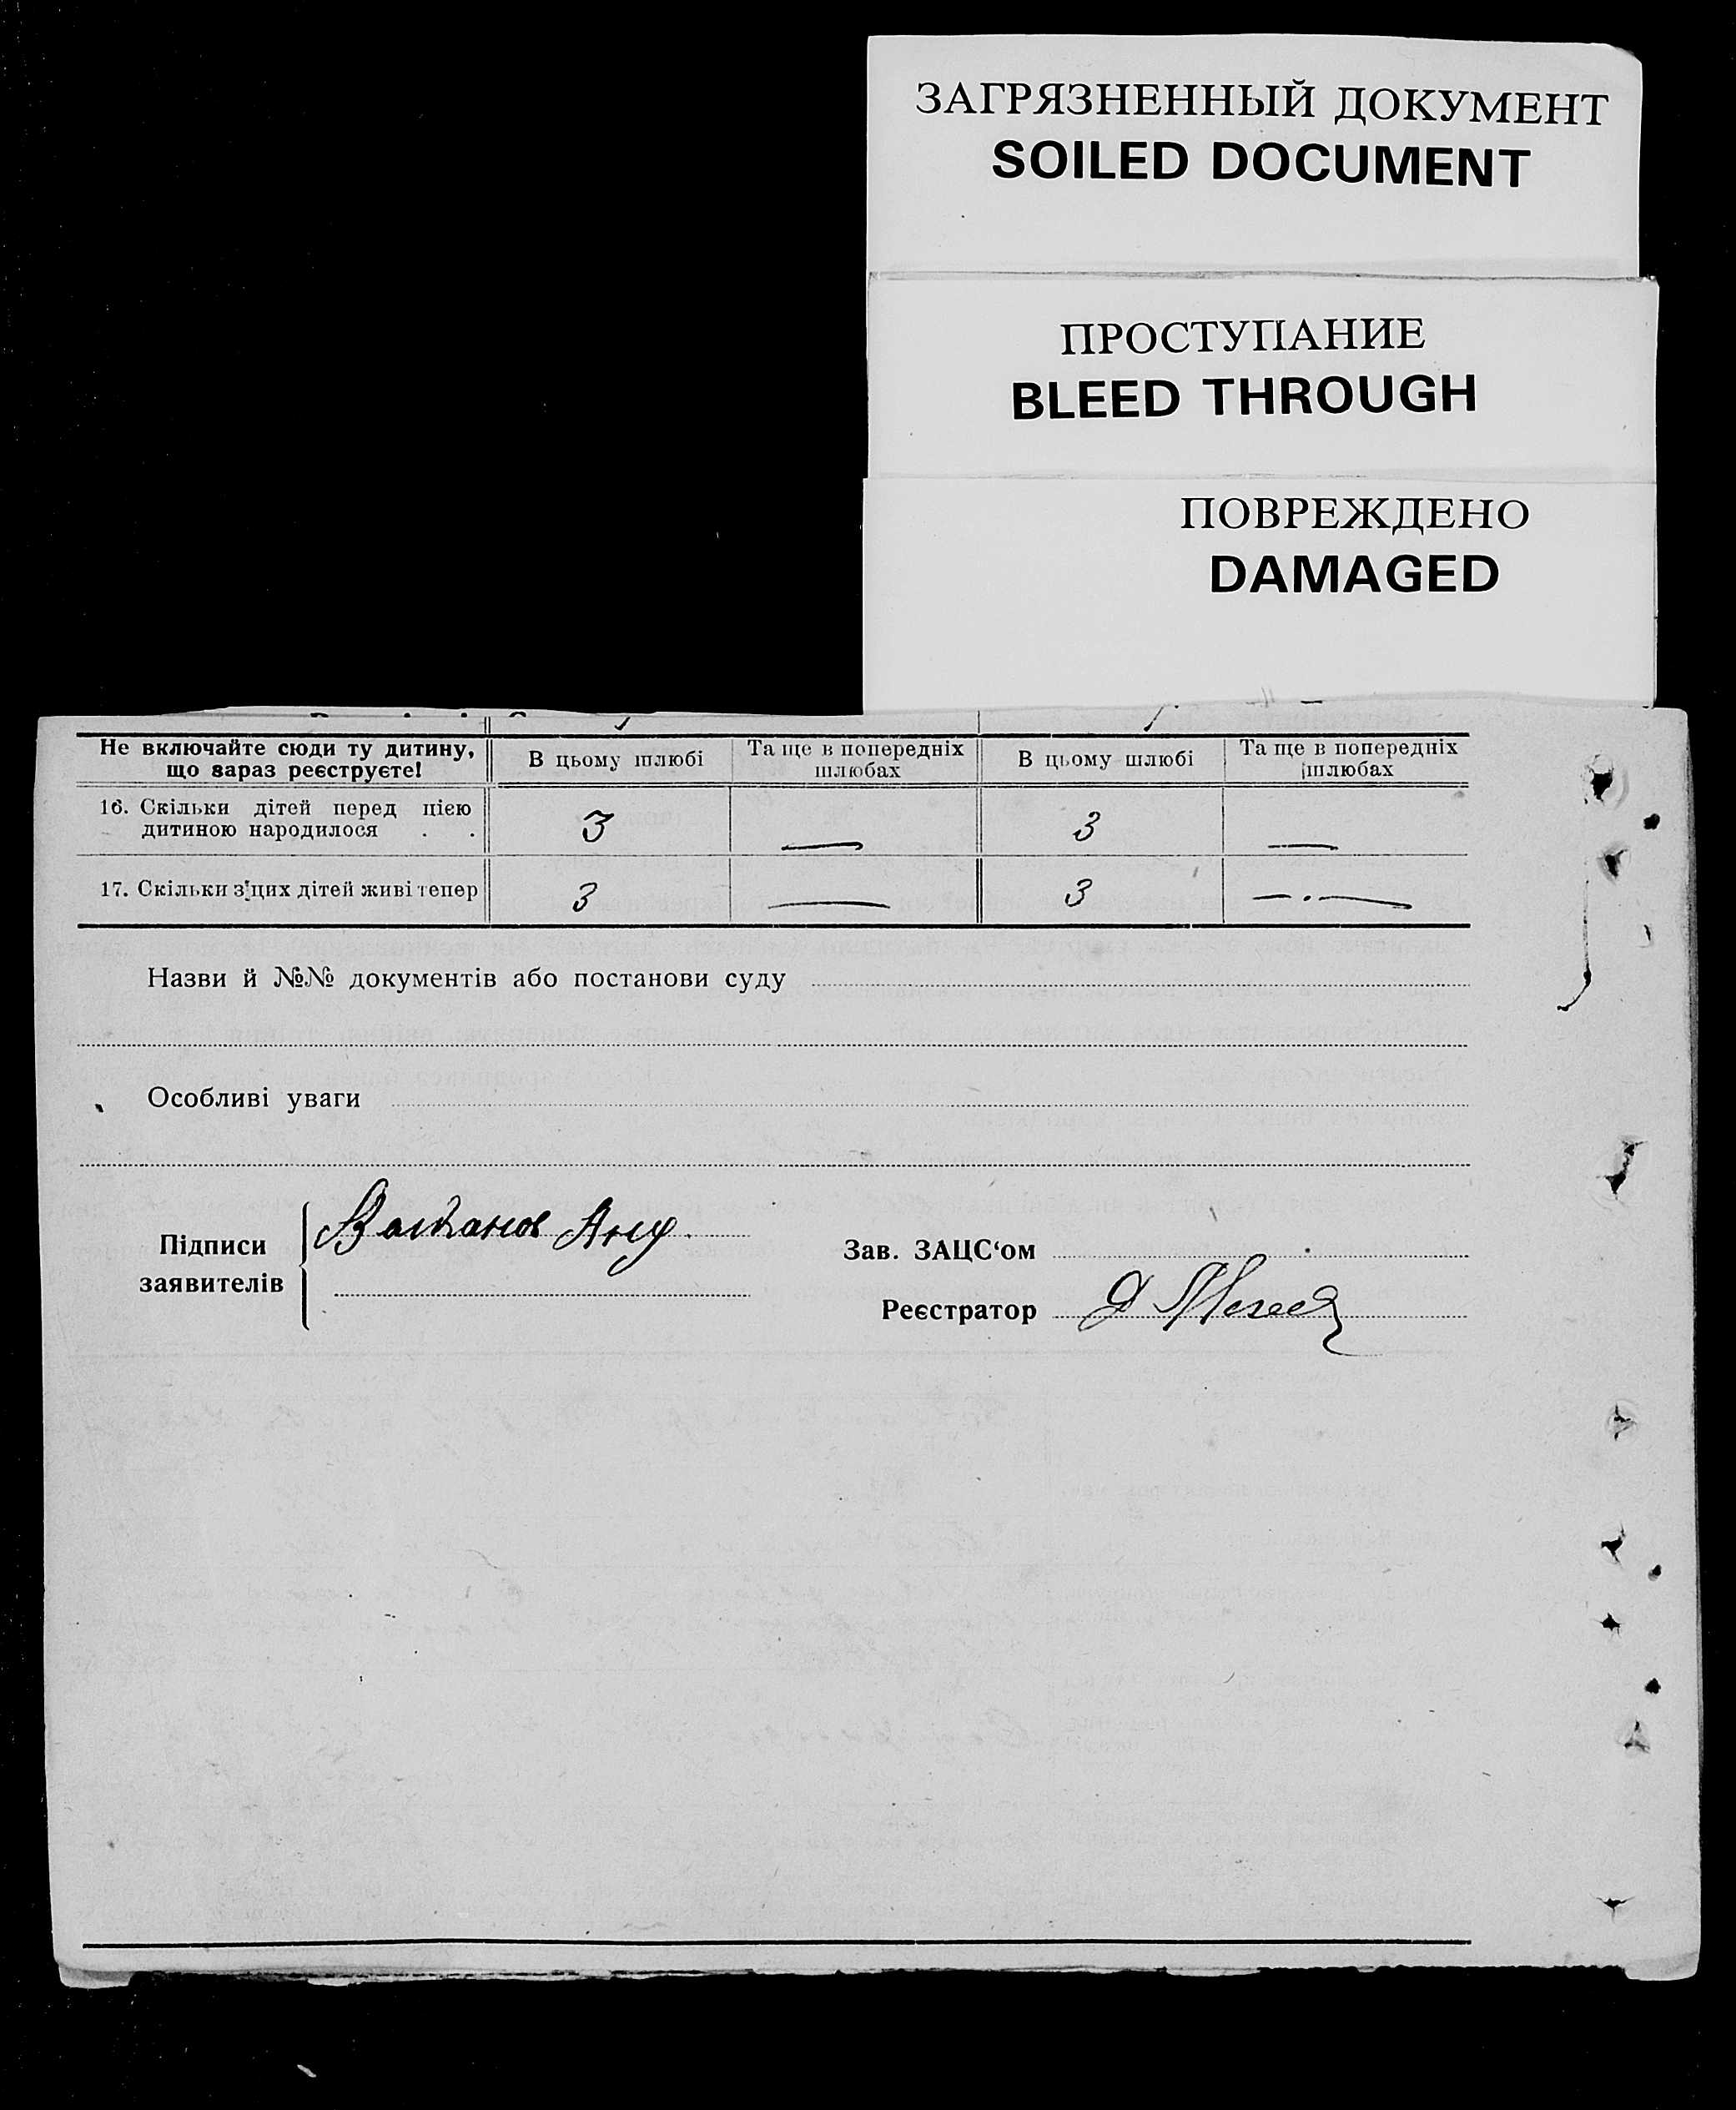 ЗАГРЯЗНЕННЫЙ ДОКУМЕНТ
SOILED DOCUMENT
ПРОСТУПАНИЕ
BLEED THROUGH
ПОВРЕЖДЕНО
DAMAGED
Не включайте сюди ту дитину, що зараз реєструєте! В цьому шлюбі Та ще в попередніх шлюбах В цьому шлюбі Та ще в попередніх шлюбах
16. Скільки дітей перед цією дитиною народилося . . 3 — 3 —
17. Скільки з цих дітей живі тепер 3 — 3 —.—
Назви й №№ документів або постанови суду
Особливі уваги
Підписи заявителів
Зав. ЗАЦС‘ом
Реєстратор